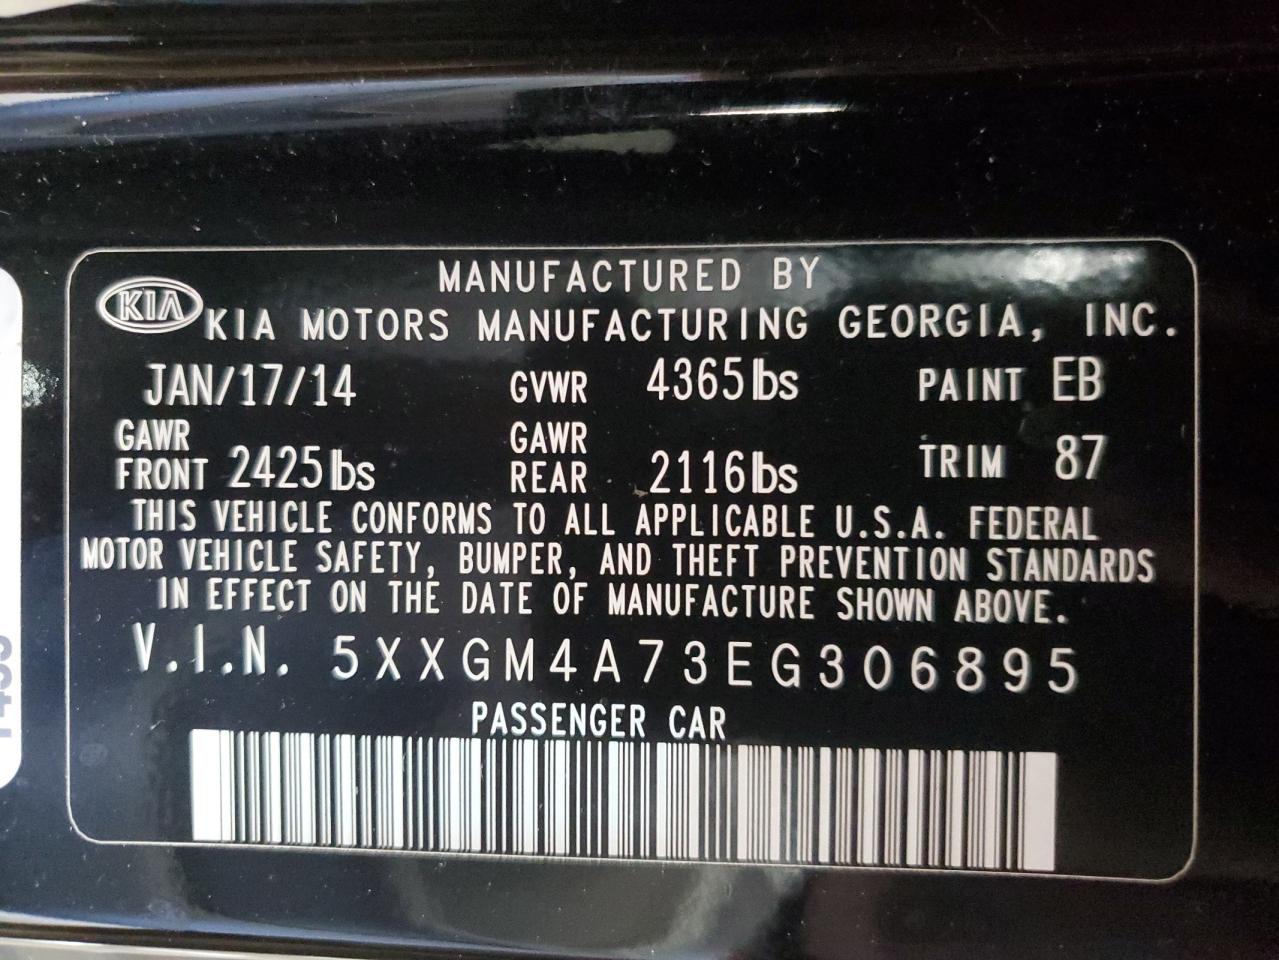 MANUFACTURED BY
KIA KIA MOTORS MANUFACTURING GEORGIA, INC.
JAN/17/14 GVWR 4365lbs PAINT EB
GAWR FRONT 2425lbs GAWR REAR 2116lbs TRIM 87
THIS VEHICLE CONFORMS TO ALL APPLICABLE U.S.A. FEDERAL
MOTOR VEHICLE SAFETY, BUMPER, AND THEFT PREVENTION STANDARDS
IN EFFECT ON THE DATE OF MANUFACTURE SHOWN ABOVE.
V.I.N. 5XXGM4A73EG306895
PASSENGER CAR